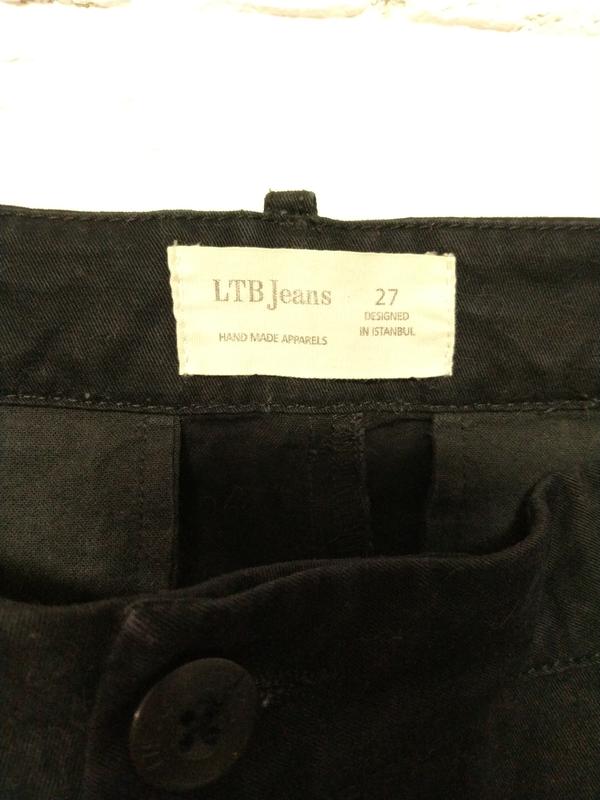 LTB Jeans
HAND MADE APPARELS
27
DESIGNED
IN ISTANBUL